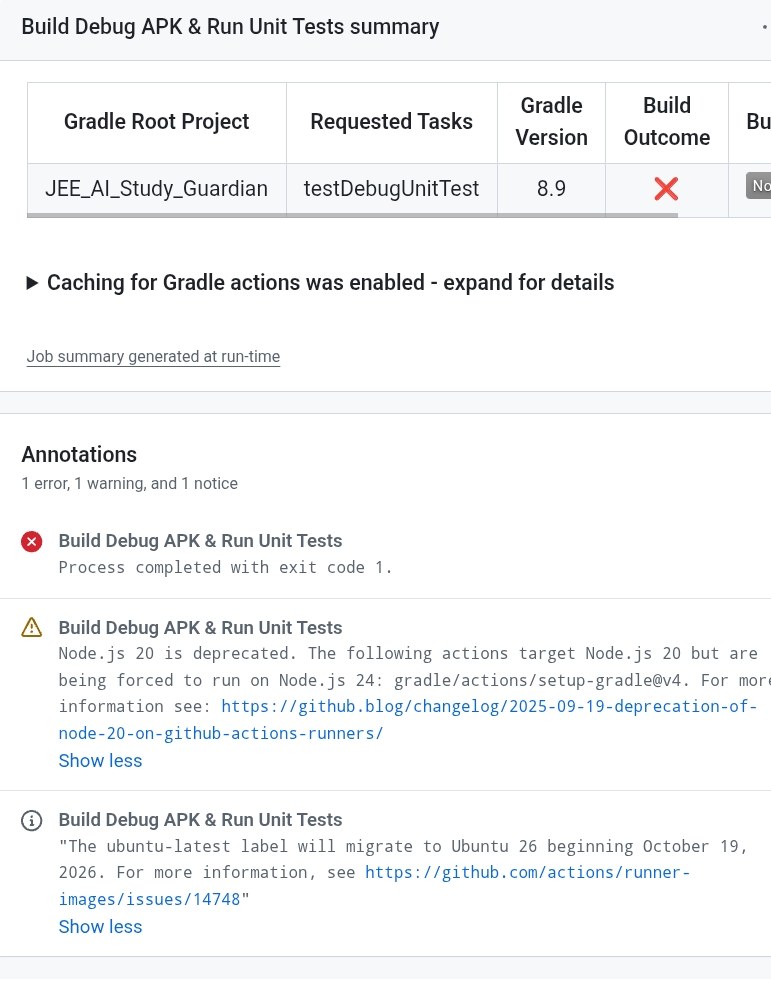 Build Debug APK & Run Unit Tests summary
Gradle Root Project
Requested Tasks
Gradle Version
Build Outcome
Bu
JEE_AI_Study_Guardian
testDebugUnitTest
8.9
No
Caching for Gradle actions was enabled - expand for details
Job summary generated at run-time
Annotations
1 error, 1 warning, and 1 notice
Build Debug APK & Run Unit Tests
Process completed with exit code 1.
Build Debug APK & Run Unit Tests
Node.js 20 is deprecated. The following actions target Node.js 20 but are
being forced to run on Node.js 24: gradle/actions/setup-gradle@v4. For more
information see: https://github.blog/changelog/2025-09-19-deprecation-of-
node-20-on-github-actions-runners/
Show less
Build Debug APK & Run Unit Tests
"The ubuntu-latest label will migrate to Ubuntu 26 beginning October 19,
2026. For more information, see https://github.com/actions/runner-
images/issues/14748"
Show less